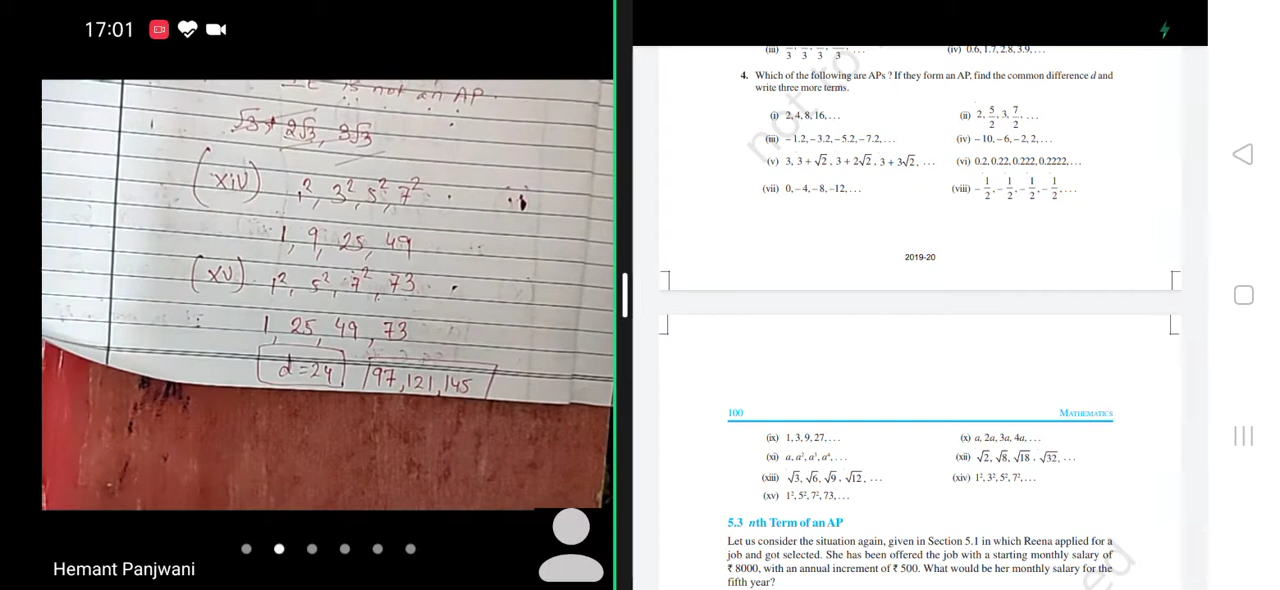 17:01
It is not an AP.
√3, 2√3, 3√3
(xiv) 1², 3², 5², 7²
1, 9, 25, 49
(xv) 1², 5², 7², 73
1, 25, 49, 73
d = 24 97, 121, 145
Hemant Panjwani
(iii) 3, 3, 3, 3, . . .
(iv) 0.6, 1.7, 2.8, 3.9, . . .
4. Which of the following are APs ? If they form an AP, find the common difference d and
write three more terms.
(i) 2, 4, 8, 16, . . .
(ii) 2, 5/2, 3, 7/2, . . .
(iii) – 1.2, – 3.2, – 5.2, – 7.2, . . .
(iv) – 10, – 6, – 2, 2, . . .
(v) 3, 3 + √2, 3 + 2√2, 3 + 3√2, . . .
(vi) 0.2, 0.22, 0.222, 0.2222, . . .
(vii) 0, – 4, – 8, –12, . . .
(viii) –1/2, –1/2, –1/2, –1/2, . . .
not to
2019-20
100 MATHEMATICS
(ix) 1, 3, 9, 27, . . .
(x) a, 2a, 3a, 4a, . . .
(xi) a, a², a³, a⁴, . . .
(xii) √2, √8, √18, √32, . . .
(xiii) √3, √6, √9, √12, . . .
(xiv) 1², 3², 5², 7², . . .
(xv) 1², 5², 7², 73, . . .
5.3 nth Term of an AP
Let us consider the situation again, given in Section 5.1 in which Reena applied for a
job and got selected. She has been offered the job with a starting monthly salary of
₹ 8000, with an annual increment of ₹ 500. What would be her monthly salary for the
fifth year?